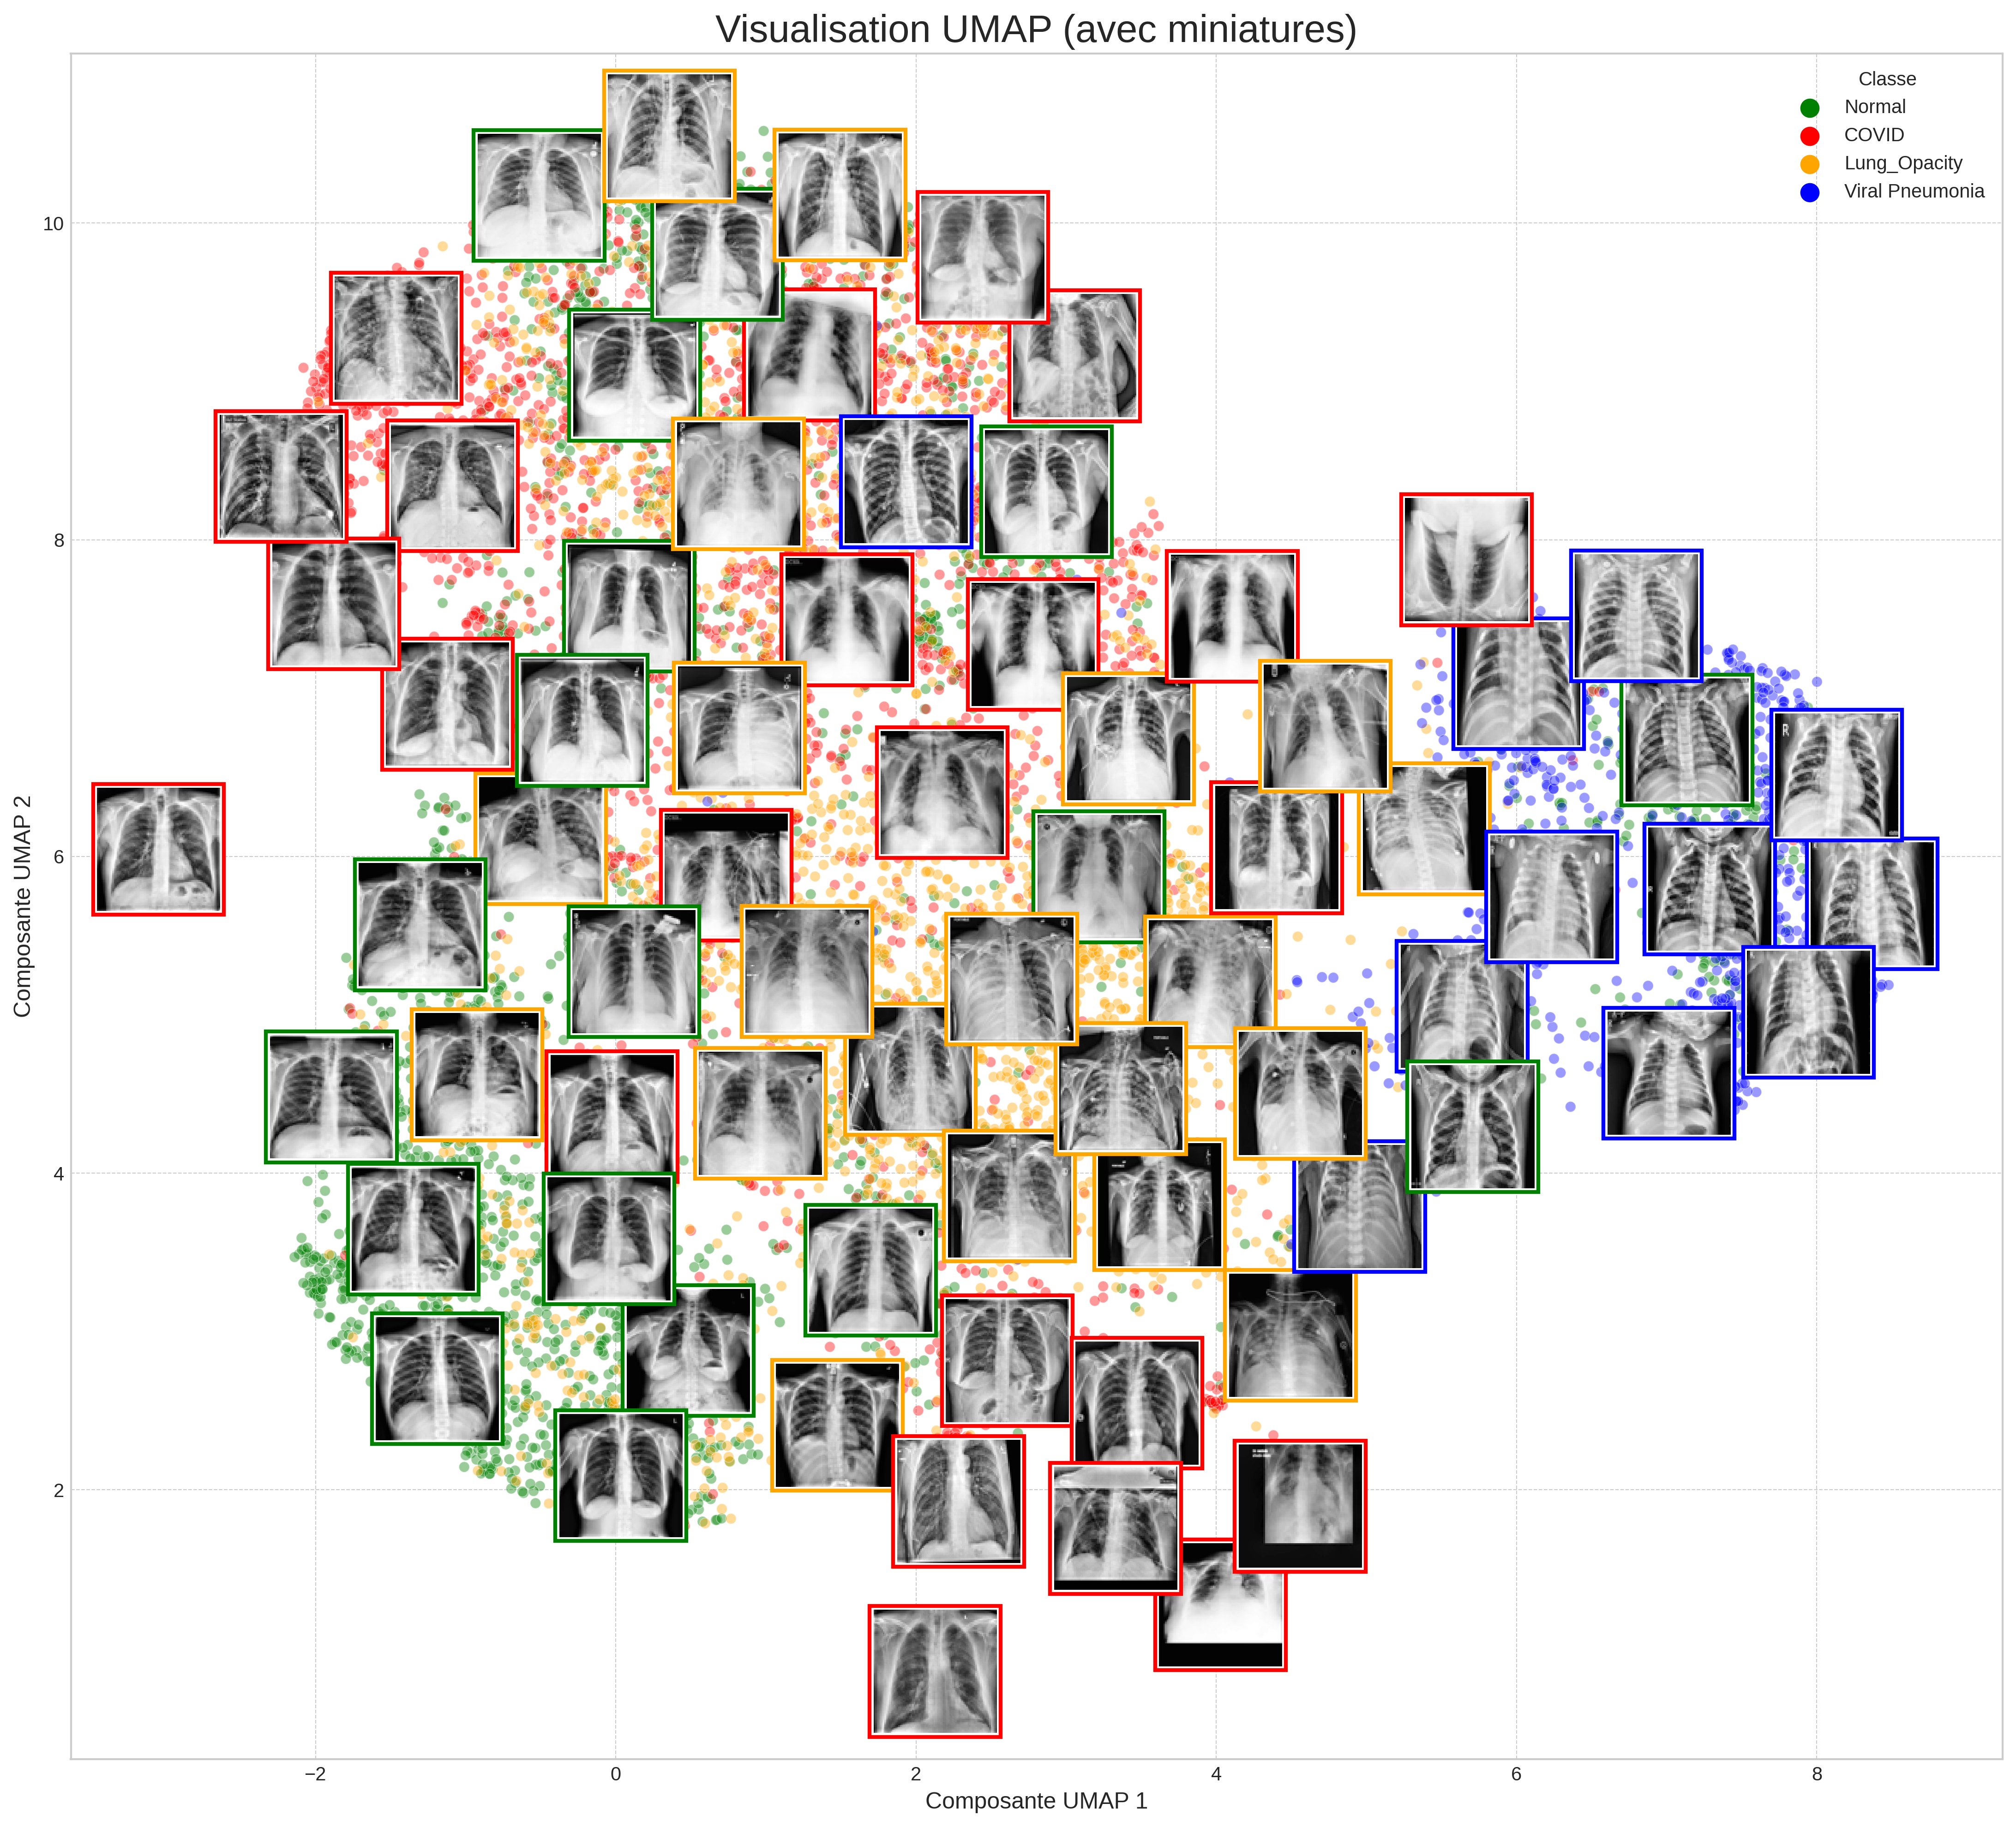 Visualisation UMAP (avec miniatures)
Classe
Normal
COVID
Lung_Opacity
Viral Pneumonia
Composante UMAP 2
10
8
6
4
2
−2
0
2
4
6
8
Composante UMAP 1
R